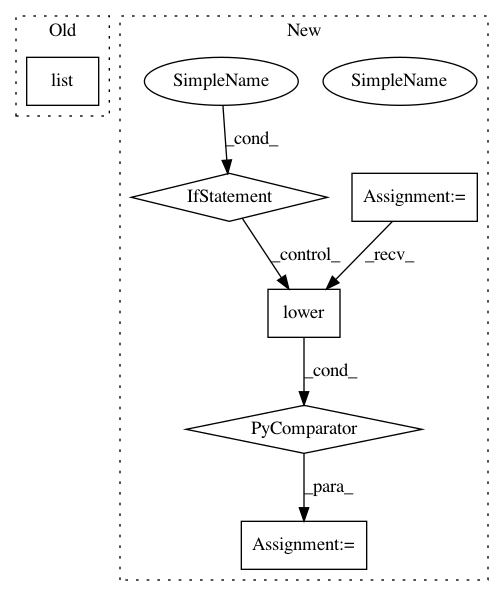 Old
New
list
SimpleName
SimpleName
_cond_
IfStatement
Assignment:=
_control_
_recv_
lower
_cond_
PyComparator
_para_
Assignment:=